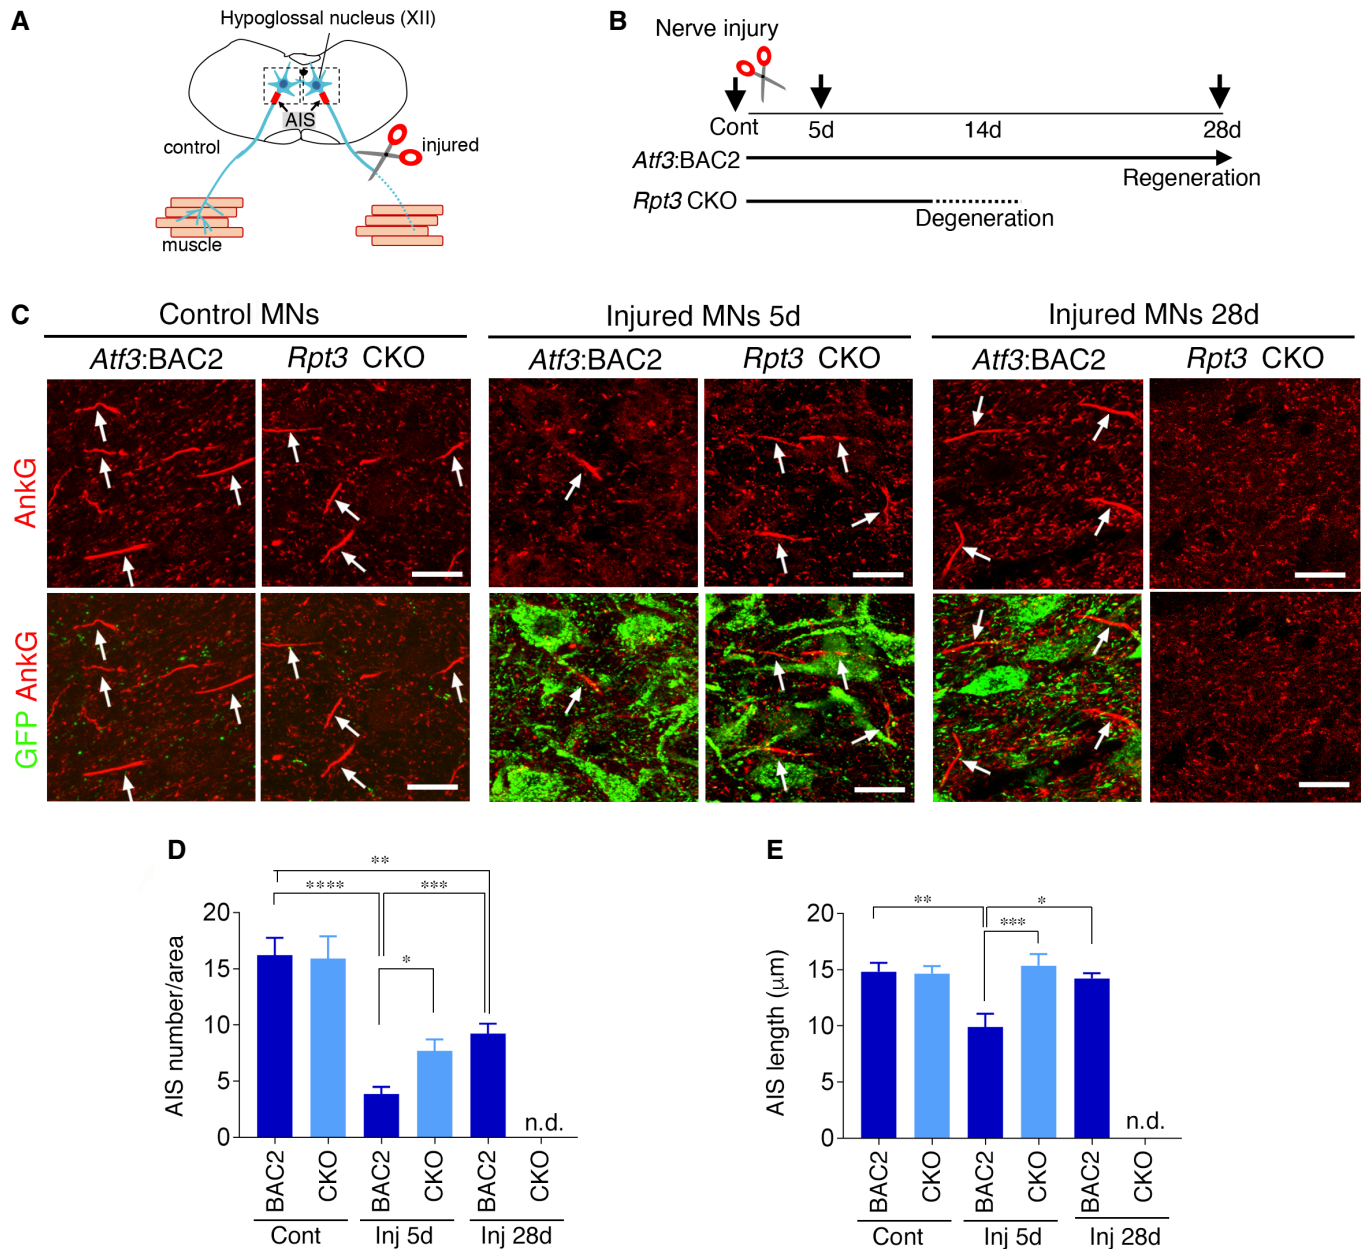 A
Hypoglossal nucleus (XII)
AIS
control
injured
muscle
B
Nerve injury
Cont
5d
14d
28d
Atf3:BAC2
Regeneration
Rpt3 CKO
Degeneration
C
Control MNs
Injured MNs 5d
Injured MNs 28d
Atf3:BAC2
Rpt3 CKO
Atf3:BAC2
Rpt3 CKO
Atf3:BAC2
Rpt3 CKO
AnkG
GFP AnkG
D
**
****
***
*
AIS number/area
20
15
10
5
0
n.d.
BAC2
CKO
BAC2
CKO
BAC2
CKO
Cont
Inj 5d
Inj 28d
E
**
*
***
AIS length (μm)
20
15
10
5
0
n.d.
BAC2
CKO
BAC2
CKO
BAC2
CKO
Cont
Inj 5d
Inj 28d